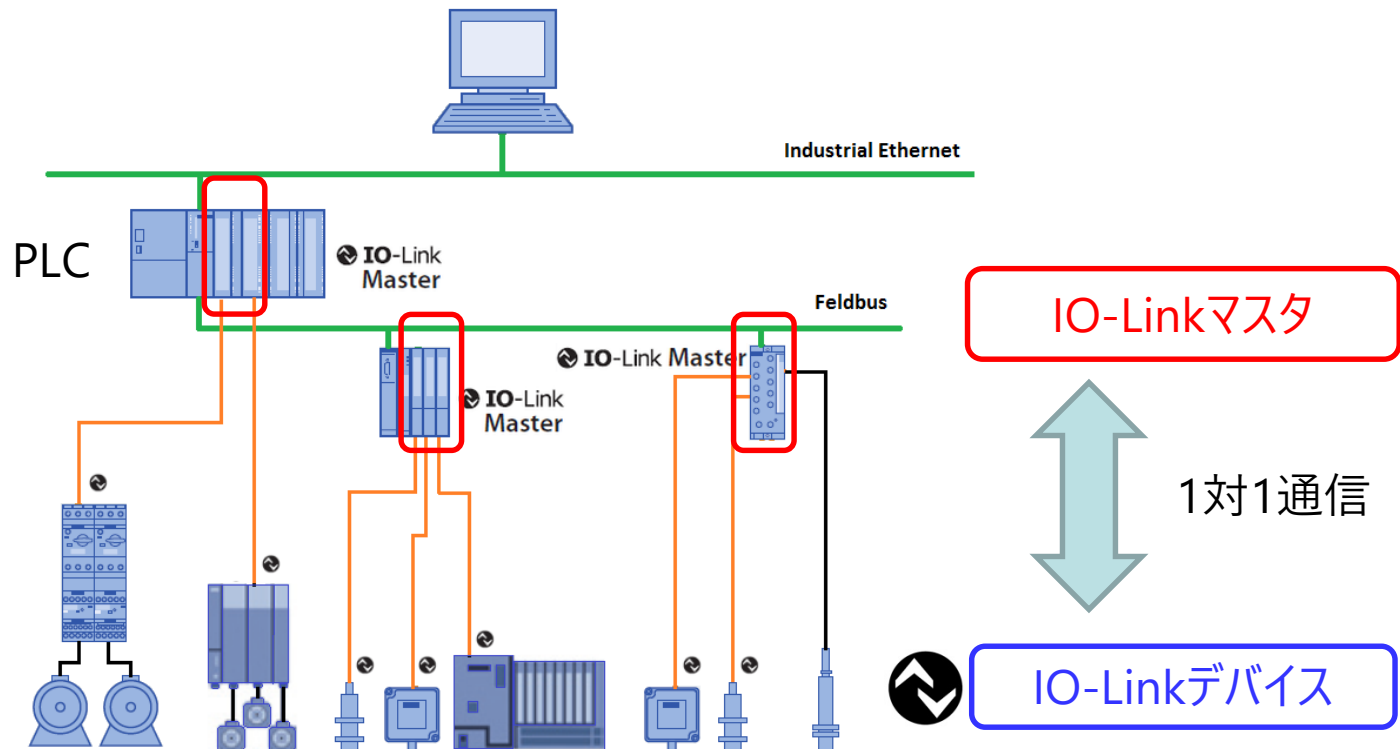 Industrial Ethernet
PLC
IO-Link
Master
Feldbus
IO-Linkマスタ
IO-Link Master
IO-Link
Master
1対1通信
IO-Linkデバイス